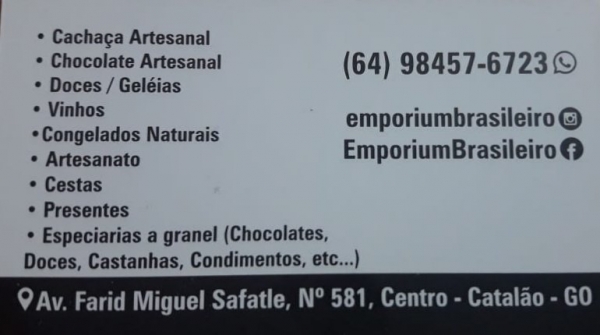 • Cachaça Artesanal
• Chocolate Artesanal
• Doces / Geléias
• Vinhos
•Congelados Naturais
• Artesanato
• Cestas
• Presentes
• Especiarias a granel (Chocolates,
Doces, Castanhas, Condimentos, etc...)
(64) 98457-6723
emporiumbrasileiro
EmporiumBrasileiro
Av. Farid Miguel Safatle, Nº 581, Centro - Catalão - GO